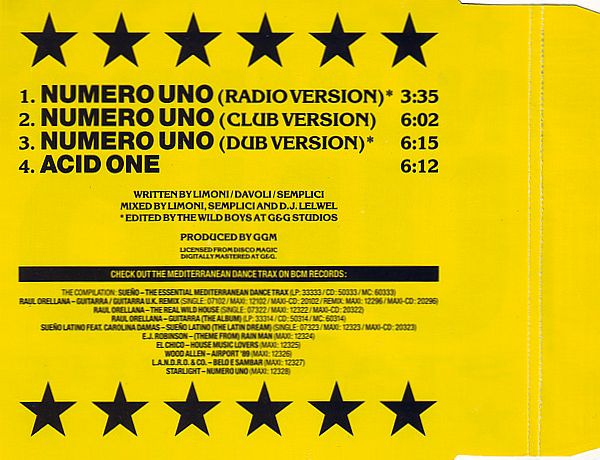 1. NUMERO UNO (RADIO VERSION)* 3:35
2. NUMERO UNO (CLUB VERSION) 6:02
3. NUMERO UNO (DUB VERSION)* 6:15
4. ACID ONE 6:12
WRITTEN BY LIMONI / DAVOLI / SEMPLICI
MIXED BY LIMONI, SEMPLICI AND D.J. LELWEL
* EDITED BY THE WILD BOYS AT G&G STUDIOS
PRODUCED BY GGM
LICENSED FROM DISCO MAGIC
DIGITALLY MASTERED AT G&G.
CHECK OUT THE MEDITERRANEAN DANCE TRAX ON BCM RECORDS:
THE COMPILATION: SUEÑO – THE ESSENTIAL MEDITERRANEAN DANCE TRAX (LP: 33333 / CD: 50333 / MC: 60333)
RAUL ORELLANA – GUITARRA / GUITARRA U.K. REMIX (SINGLE: 07102 / MAXI: 12102 / MAXI-CD: 20102 / REMIX: MAXI: 12296 / MAXI-CD: 20296)
RAUL ORELLANA – THE REAL WILD HOUSE (SINGLE: 07322 / MAXI: 12322 / MAXI-CD: 20322)
RAUL ORELLANA – GUITARRA (THE ALBUM) (LP: 33314 / CD: 50314 / MC: 60314)
SUEÑO LATINO FEAT. CAROLINA DAMAS – SUEÑO LATINO (THE LATIN DREAM) (SINGLE: 07323 / MAXI: 12323 / MAXI-CD: 20323)
E.J. ROBINSON – (THEME FROM) RAIN MAN (MAXI: 12324)
EL CHICO – HOUSE MUSIC LOVERS (MAXI: 12325)
WOOD ALLEN – AIRPORT '89 (MAXI: 12326)
L.A.N.D.R.O. & CO. – BELO E SAMBAR (MAXI: 12327)
STARLIGHT – NUMERO UNO (MAXI: 12328)